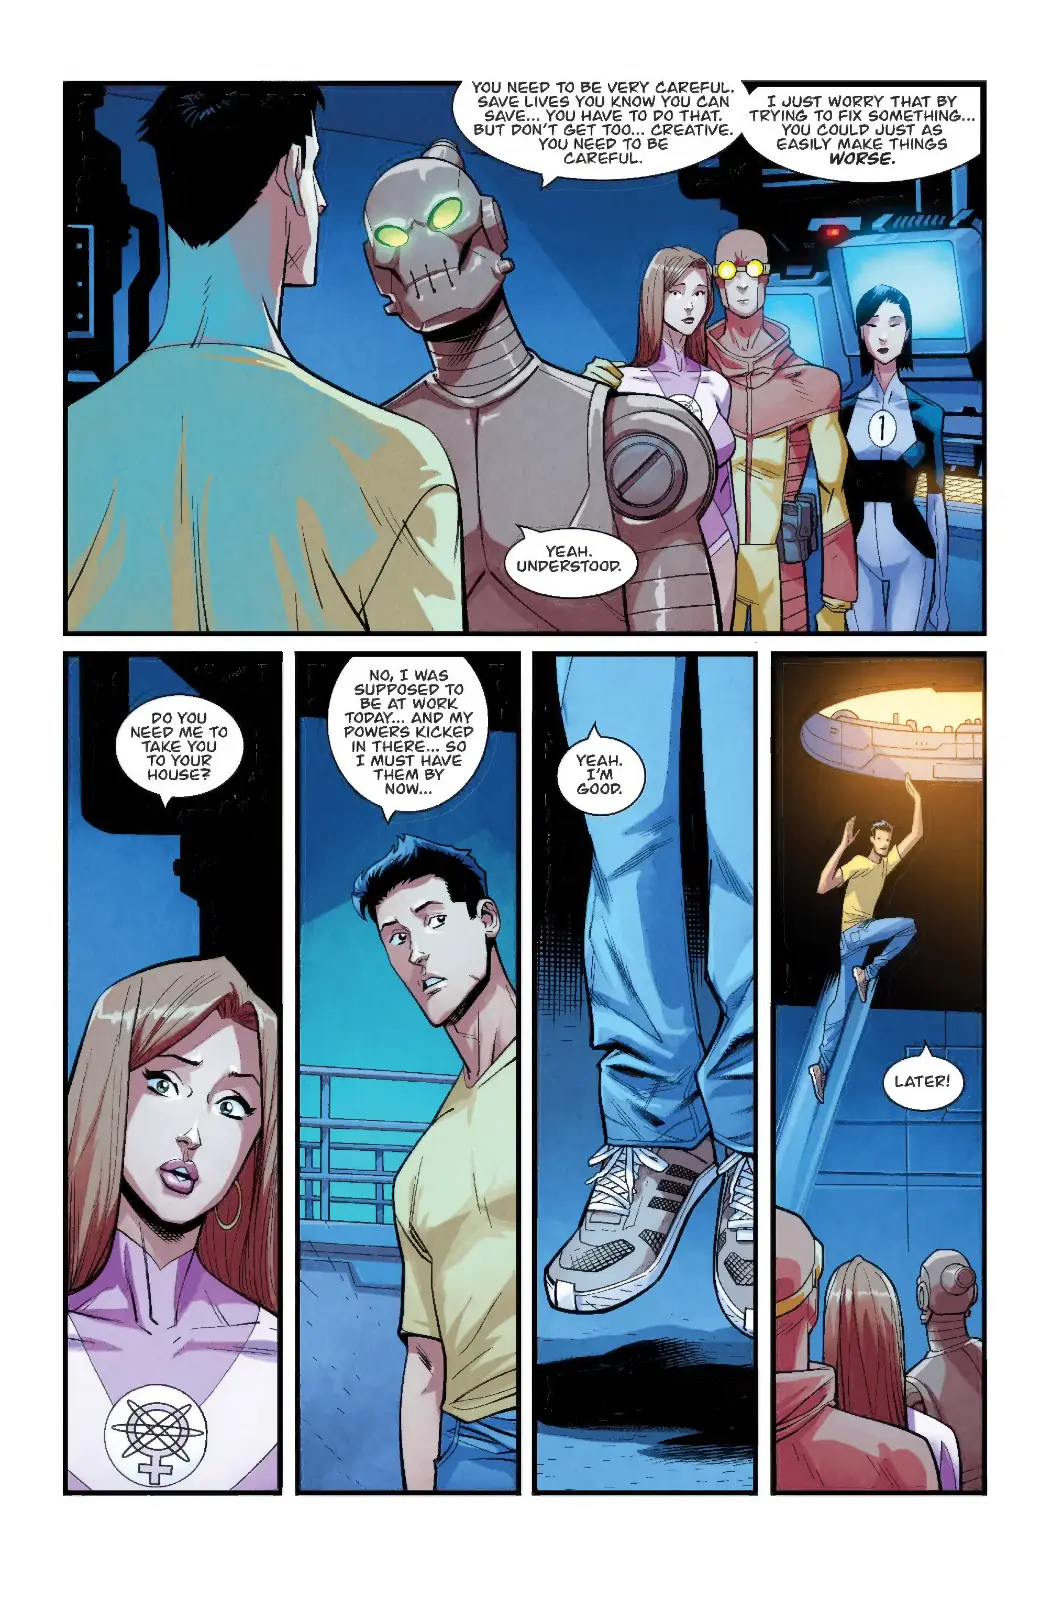 YOU NEED TO BE VERY CAREFUL.
SAVE LIVES YOU KNOW YOU CAN
SAVE... YOU HAVE TO DO THAT.
BUT DON'T GET TOO... CREATIVE.
YOU NEED TO BE
CAREFUL.
I JUST WORRY THAT BY
TRYING TO FIX SOMETHING...
YOU COULD JUST AS
EASILY MAKE THINGS
WORSE.
1
YEAH.
UNDERSTOOD.
DO YOU
NEED ME TO
TAKE YOU
TO YOUR
HOUSE?
NO, I WAS
SUPPOSED TO
BE AT WORK
TODAY... AND MY
POWERS KICKED
IN THERE... SO
I MUST HAVE
THEM BY
NOW...
YEAH.
I'M
GOOD.
LATER!